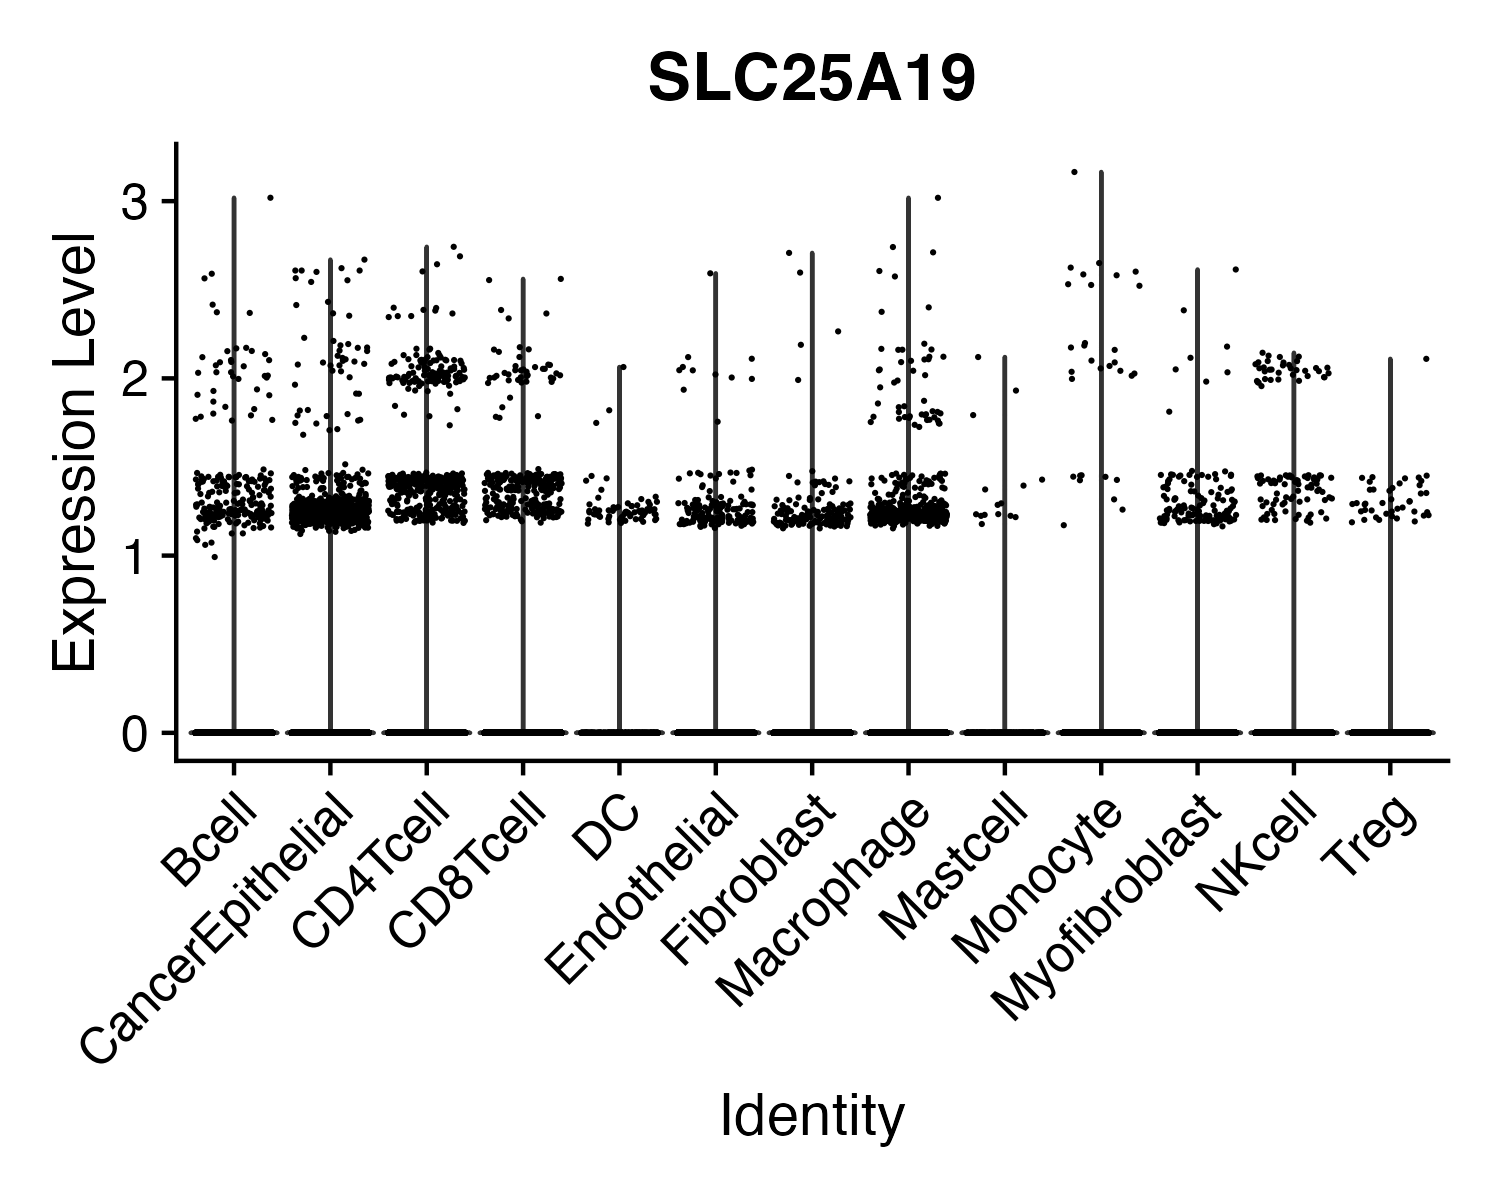 SLC25A19
Expression Level
3
2
1
0
Bcell
CancerEpithelial
CD4Tcell
CD8Tcell
DC
Endothelial
Fibroblast
Macrophage
Mastcell
Monocyte
Myofibroblast
NKcell
Treg
Identity